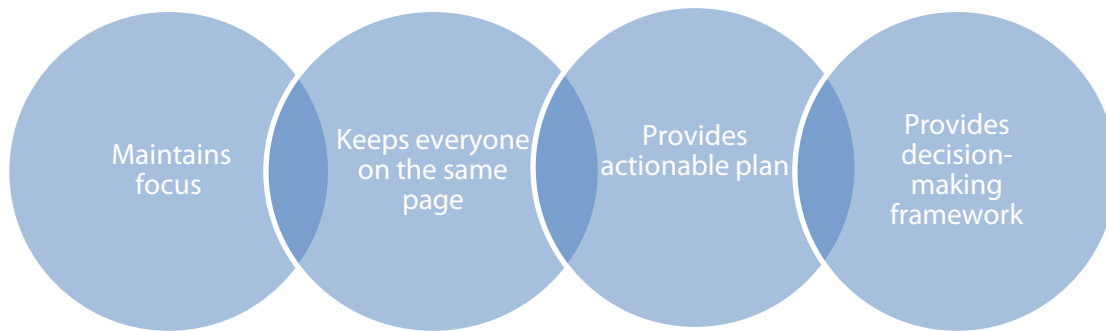 Maintains
focus
Keeps everyone
on the same
page
Provides
actionable plan
Provides
decision-
making
framework